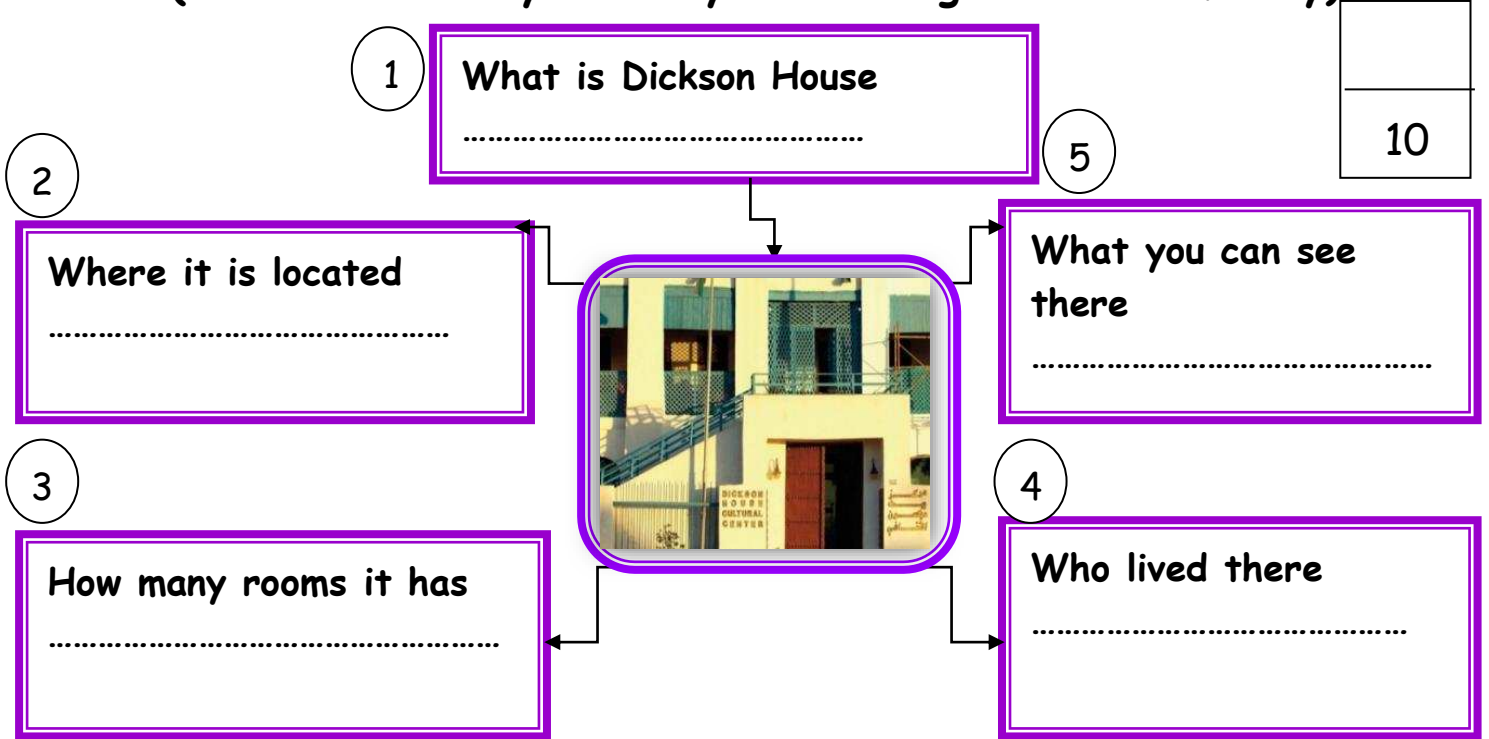 1
What is Dickson House
………………………………………
10
5
2
Where it is located
………………………………………
What you can see
there
………………………………………
3
How many rooms it has
……………………………………………
4
Who lived there
……………………………………
DICKSON
HOUSE
CULTURAL
CENTER